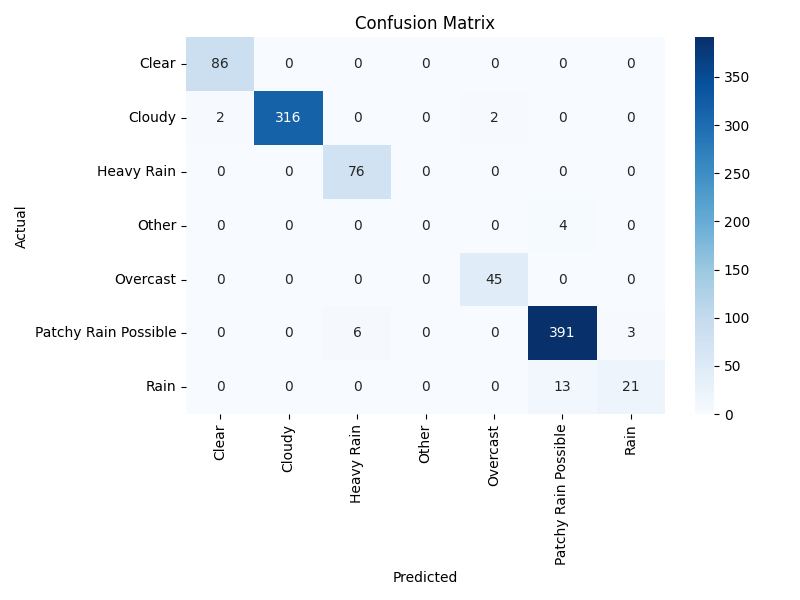 Confusion Matrix
Clear 86 0 0 0 0 0 0
Cloudy 2 316 0 0 2 0 0
Heavy Rain 0 0 76 0 0 0 0
Other 0 0 0 0 0 4 0
Overcast 0 0 0 0 45 0 0
Patchy Rain Possible 0 0 6 0 0 391 3
Rain 0 0 0 0 0 13 21
Actual
Clear Cloudy Heavy Rain Other Overcast Patchy Rain Possible Rain
Predicted
350
300
250
200
150
100
50
0